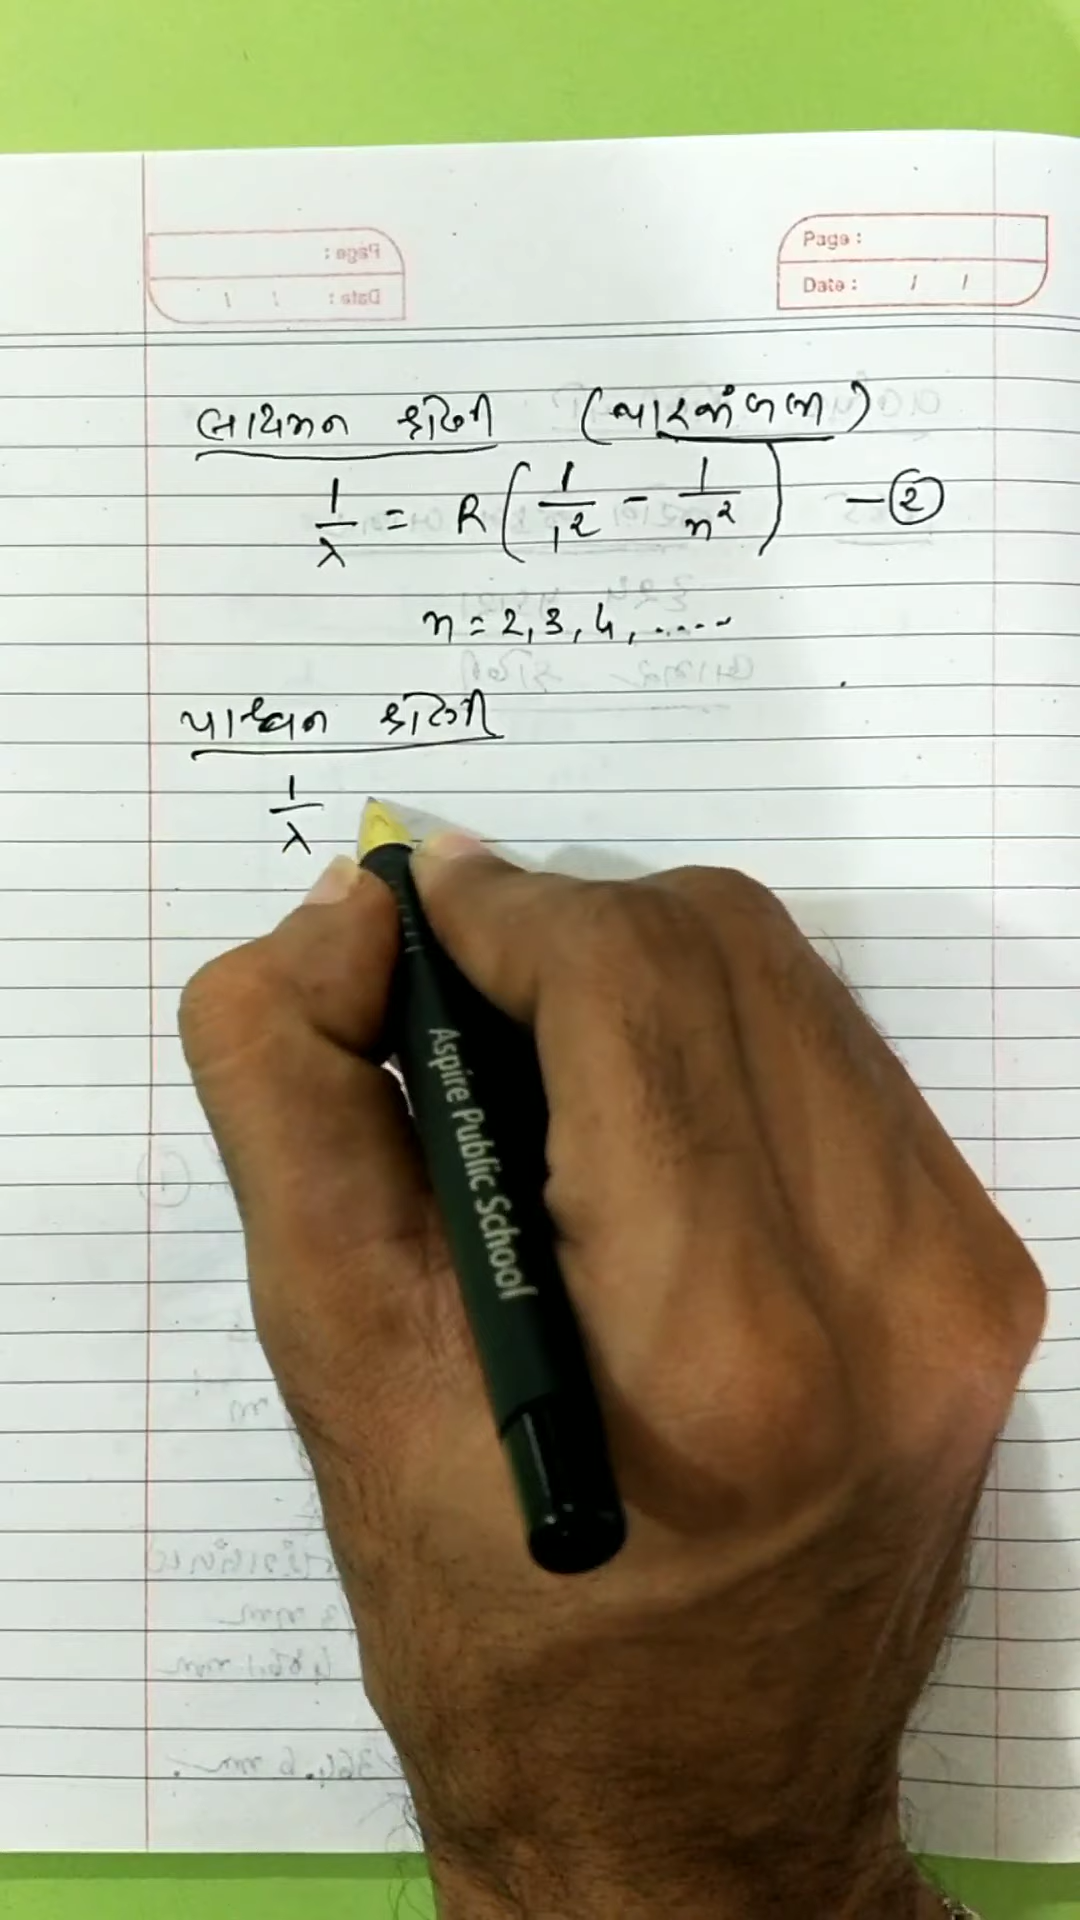 Page :
Date : / /
લાયમન શ્રેણી (પારજાંબલી)
1/λ = R ( 1/1² - 1/n² ) — ②
n = 2, 3, 4, .....
પાશ્ચન શ્રેણી
1/λ
Aspire Public School